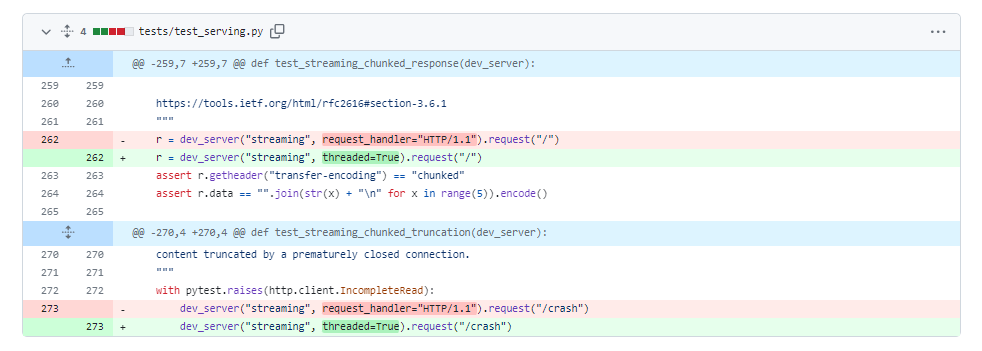 4 tests/test_serving.py
@@ -259,7 +259,7 @@ def test_streaming_chunked_response(dev_server):
259 259
260 260 https://tools.ietf.org/html/rfc2616#section-3.6.1
261 261 """
262 - r = dev_server("streaming", request_handler="HTTP/1.1").request("/")
262 + r = dev_server("streaming", threaded=True).request("/")
263 263 assert r.getheader("transfer-encoding") == "chunked"
264 264 assert r.data == "".join(str(x) + "\n" for x in range(5)).encode()
265 265
@@ -270,4 +270,4 @@ def test_streaming_chunked_truncation(dev_server):
270 270 content truncated by a prematurely closed connection.
271 271 """
272 272 with pytest.raises(http.client.IncompleteRead):
273 - dev_server("streaming", request_handler="HTTP/1.1").request("/crash")
273 + dev_server("streaming", threaded=True).request("/crash")